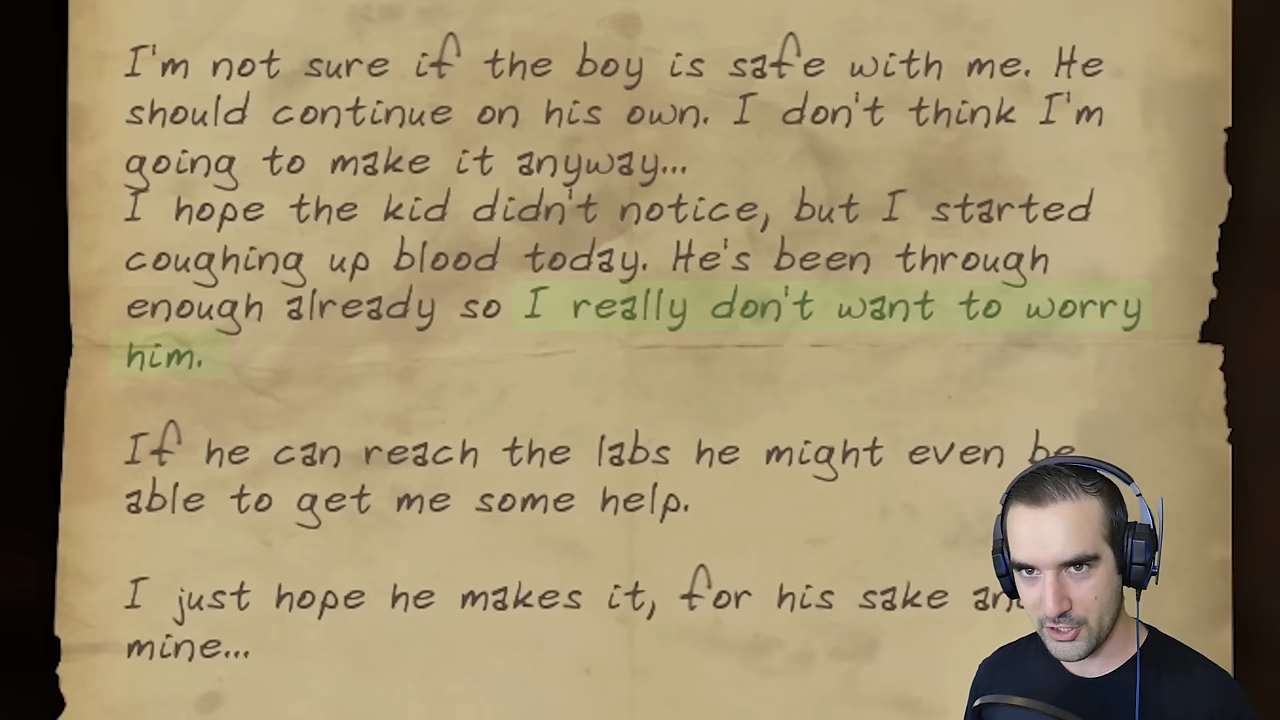 I'm not sure if the boy is safe with me. He
should continue on his own. I don't think I'm
going to make it anyway...
I hope the kid didn't notice, but I started
coughing up blood today. He's been through
enough already so I really don't want to worry
him.
If he can reach the labs he might even be
able to get me some help.
I just hope he makes it, for his sake and
mine...